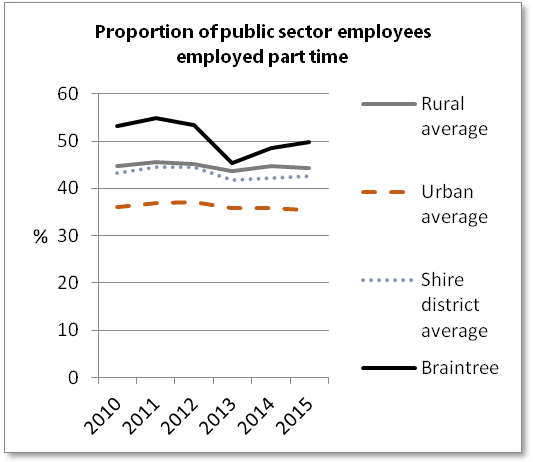 Proportion of public sector employees
employed part time
60
50
40
30
20
10
0
%
2010
2011
2012
2013
2014
2015
Rural
average
Urban
average
Shire
district
average
Braintree